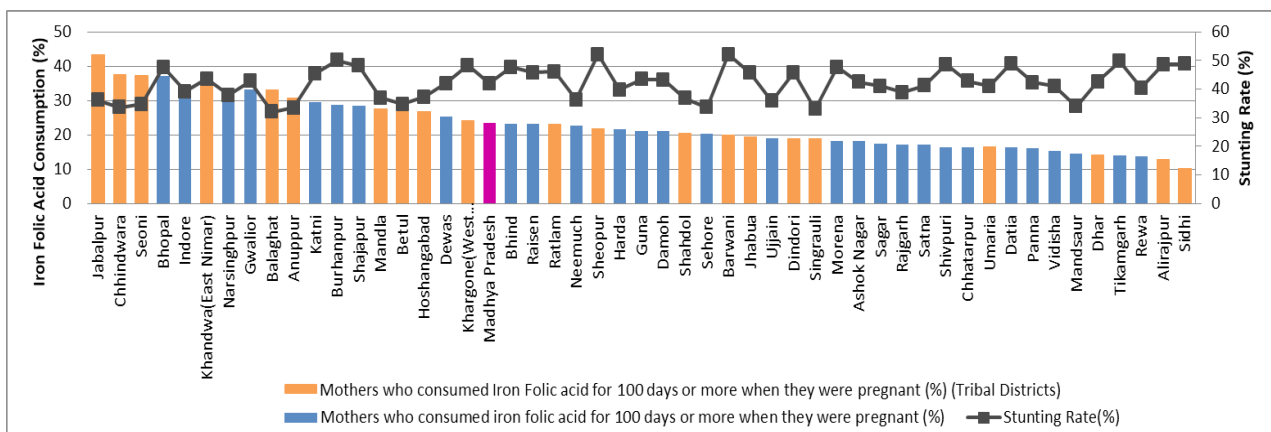 50
40
30
20
10
0
Iron Folic Acid Consumption (%)
60
50
40
30
20
10
0
Stunting Rate (%)
Jabalpur
Chhindwara
Seoni
Bhopal
Indore
Khandwa(East Nimar)
Narsinghpur
Gwalior
Balaghat
Anuppur
Katni
Burhanpur
Shajapur
Mandla
Betul
Hoshangabad
Dewas
Khargone(West...
Madhya Pradesh
Bhind
Raisen
Ratlam
Neemuch
Sheopur
Harda
Guna
Damoh
Shahdol
Sehore
Barwani
Jhabua
Ujjain
Dindori
Singrauli
Morena
Ashok Nagar
Sagar
Rajgarh
Satna
Shivpuri
Chhatarpur
Umaria
Datia
Panna
Vidisha
Mandsaur
Dhar
Tikamgarh
Rewa
Alirajpur
Sidhi
Mothers who consumed Iron Folic acid for 100 days or more when they were pregnant (%) (Tribal Districts)
Mothers who consumed iron folic acid for 100 days or more when they were pregnant (%)
Stunting Rate(%)